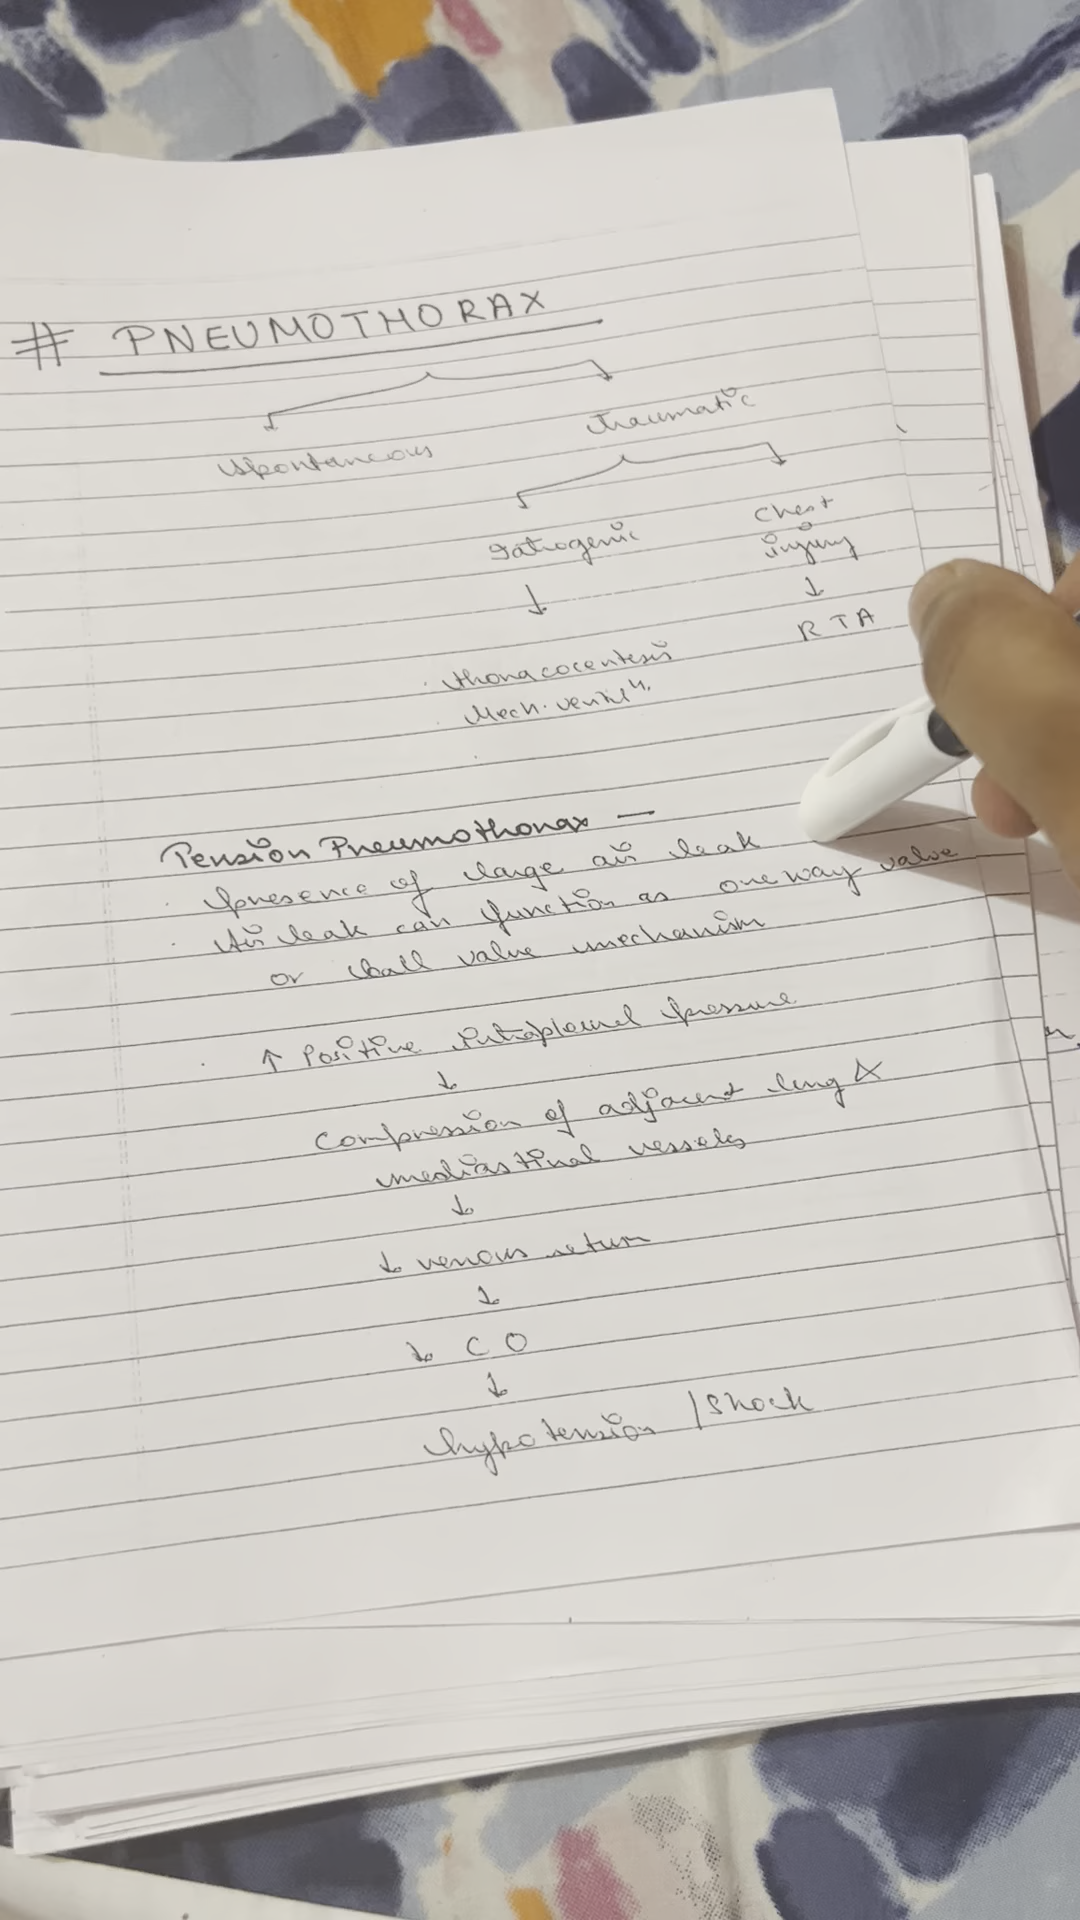 # PNEUMOTHORAX
Spontaneous
traumatic
Iatrogenic
Chest
injury
RTA
thoracocentesis
Mech. ventilⁿ.
Tension Pneumothorax —
presence of large air leak
Air leak can function as one way valve
or ball valve mechanism
↑ Positive intrapleural pressure
↓
Compression of adjacent lung &
mediastinal vessels
↓
↓ venous return
↓
↓ CO
↓
hypotension / Shock